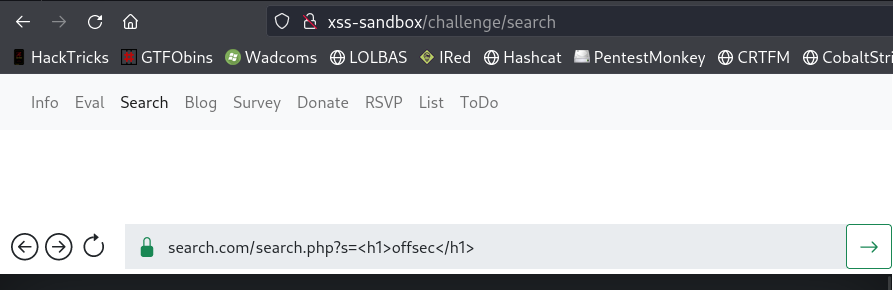 xss-sandbox/challenge/search
HackTricks GTFObins Wadcoms LOLBAS IRed Hashcat PentestMonkey CRTFM CobaltStri
Info Eval Search Blog Survey Donate RSVP List ToDo
search.com/search.php?s=<h1>offsec</h1>